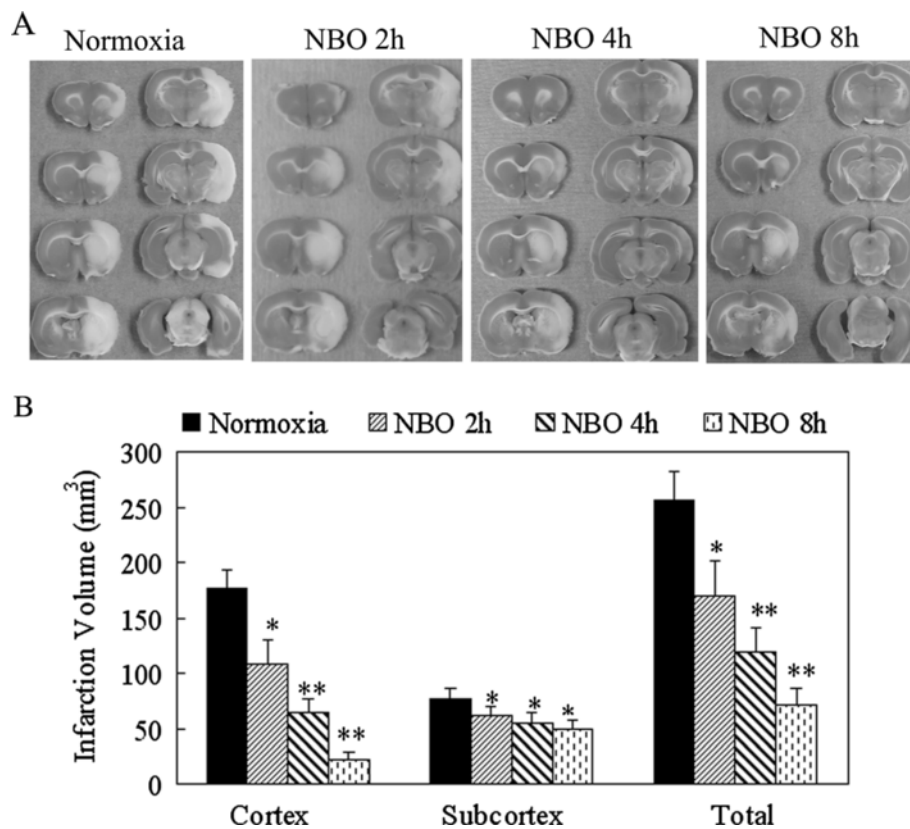 A
Normoxia NBO 2h NBO 4h NBO 8h
B
Normoxia NBO 2h NBO 4h NBO 8h
Infarction Volume (mm³)
300
250
200
150
100
50
0
* ** **
* * *
* ** **
Cortex Subcortex Total